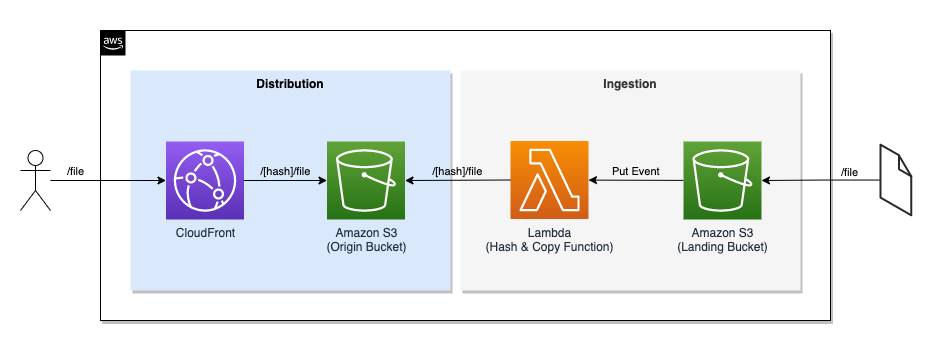 aws
Distribution
Ingestion
/file
/[hash]/file
/[hash]/file
Put Event
/file
CloudFront
Amazon S3
(Origin Bucket)
Lambda
(Hash & Copy Function)
Amazon S3
(Landing Bucket)